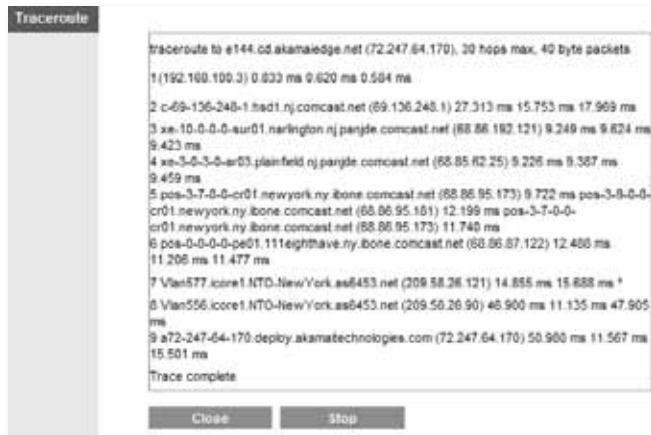 Traceroute
traceroute to e144.cd.akamaiedge.net (72.247.64.170), 30 hops max, 40 byte packets
1(192.168.100.3) 0.833 ms 0.620 ms 0.584 ms
2 c-69-136-248-1.hsd1.nj.comcast.net (69.136.248.1) 27.313 ms 15.753 ms 17.969 ms
3 xe-10-0-0-0-sur01.narlington.nj.panjde.comcast.net (68.86.192.121) 9.249 ms 9.624 ms
9.423 ms
4 xe-3-0-3-0-ar03.plainfield.nj.panjde.comcast.net (68.85.62.25) 9.226 ms 9.387 ms
9.459 ms
5 pos-3-7-0-0-cr01.newyork.ny.ibone.comcast.net (68.86.95.173) 9.722 ms pos-3-8-0-0-
cr01.newyork.ny.ibone.comcast.net (68.86.95.181) 12.199 ms pos-3-7-0-0-
cr01.newyork.ny.ibone.comcast.net (68.86.95.173) 11.740 ms
6 pos-0-0-0-0-pe01.111eighthave.ny.ibone.comcast.net (68.86.87.122) 12.488 ms
11.206 ms 11.477 ms
7 Vlan577.icore1.NTO-NewYork.as6453.net (209.58.26.121) 14.855 ms 15.688 ms *
8 Vlan556.icore1.NTO-NewYork.as6453.net (209.58.26.90) 46.900 ms 11.135 ms 47.905
ms
9 a72-247-64-170.deploy.akamaitechnologies.com (72.247.64.170) 50.980 ms 11.567 ms
15.501 ms
Trace complete
Close
Stop